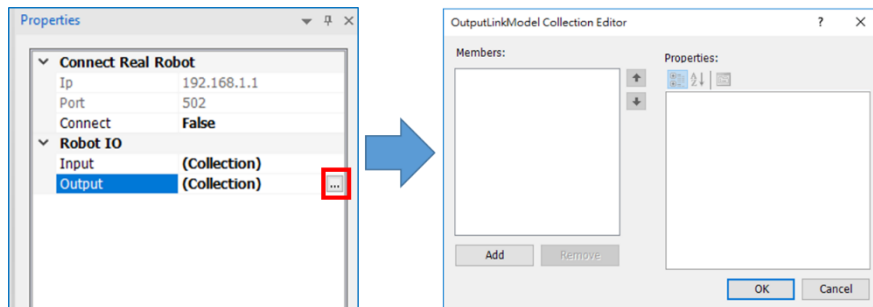 Properties
Connect Real Robot
Ip 192.168.1.1
Port 502
Connect False
Robot IO
Input (Collection)
Output (Collection) ...
OutputLinkModel Collection Editor ? ×
Members:
Properties:
Add Remove
OK Cancel